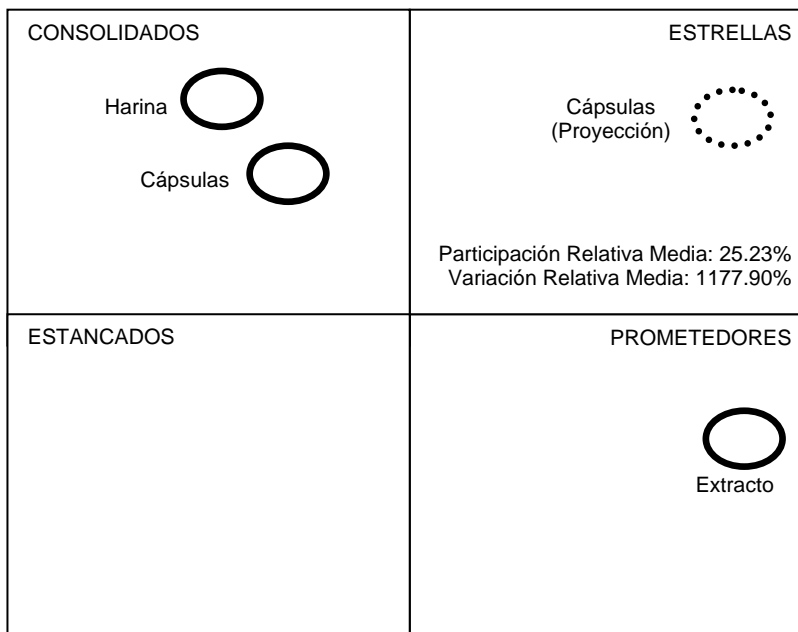 CONSOLIDADOS
ESTRELLAS
Harina
Cápsulas
Cápsulas
(Proyección)
Participación Relativa Media: 25.23%
Variación Relativa Media: 1177.90%
ESTANCADOS
PROMETEDORES
Extracto